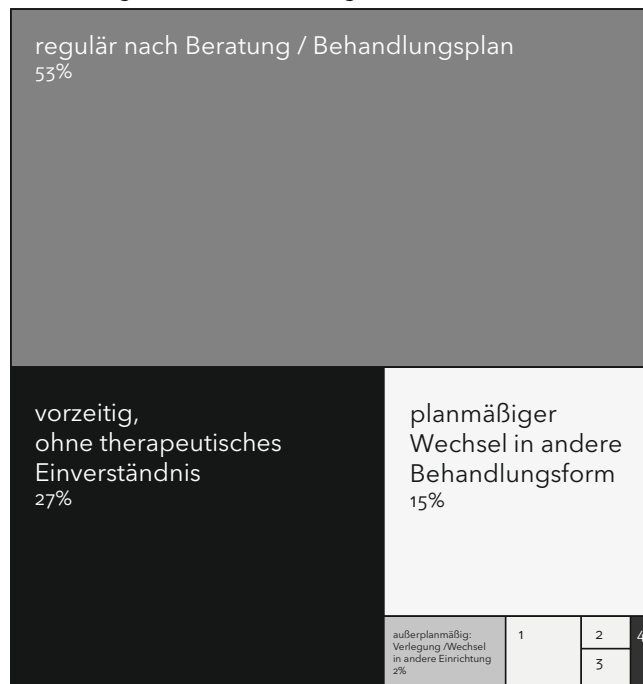 regulär nach Beratung / Behandlungsplan
53%
vorzeitig,
ohne therapeutisches
Einverständnis
27%
planmäßiger
Wechsel in andere
Behandlungsform
15%
außerplanmäßig:
Verlegung /Wechsel
in andere Einrichtung
2%
1
2
3
4